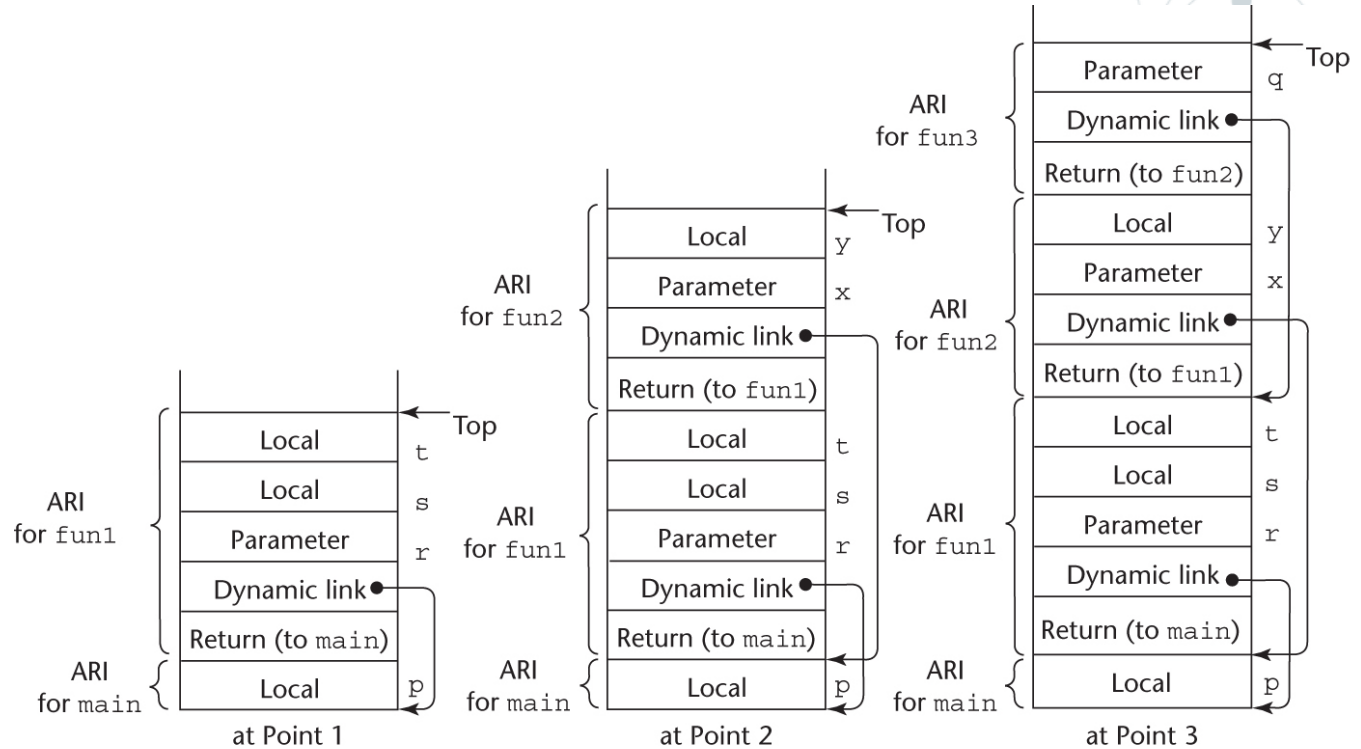 Top
Local
t
Local
s
ARI
for fun1
Parameter
r
Dynamic link
Return (to main)
ARI
for main
Local
p
at Point 1
Top
Local
y
ARI
for fun2
Parameter
x
Dynamic link
Return (to fun1)
Local
t
Local
s
ARI
for fun1
Parameter
r
Dynamic link
Return (to main)
ARI
for main
Local
p
at Point 2
Top
Parameter
q
ARI
for fun3
Dynamic link
Return (to fun2)
Local
y
Parameter
x
ARI
for fun2
Dynamic link
Return (to fun1)
Local
t
Local
s
ARI
for fun1
Parameter
r
Dynamic link
Return (to main)
ARI
for main
Local
p
at Point 3